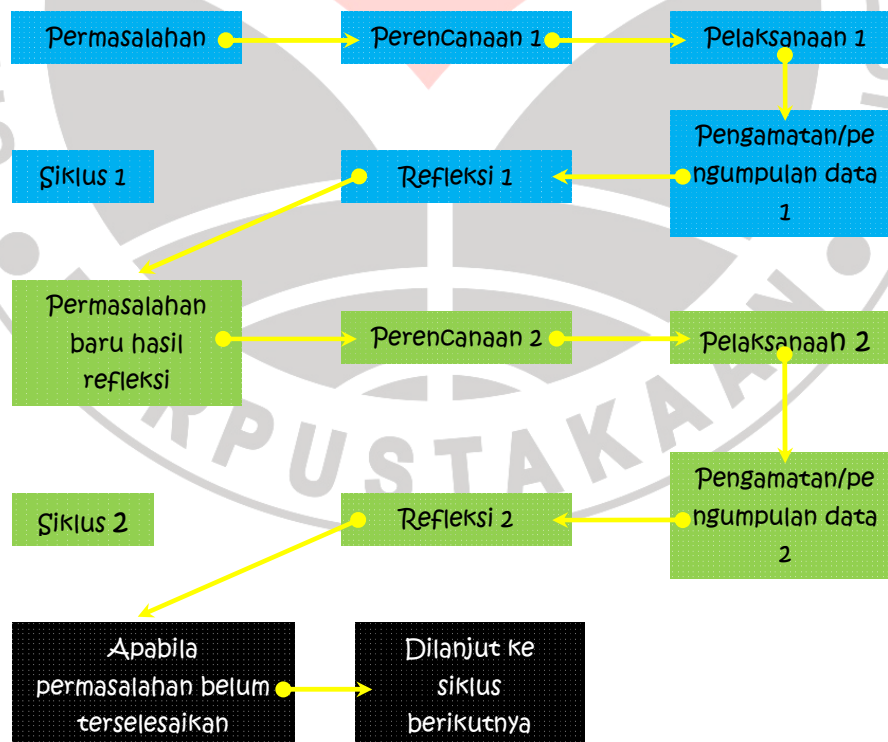 Permasalahan
Perencanaan 1
Pelaksanaan 1
Pengamatan/pe
ngumpulan data
1
Siklus 1
Refleksi 1
Permasalahan
baru hasil
refleksi
Perencanaan 2
Pelaksanaan 2
Pengamatan/pe
ngumpulan data
2
Siklus 2
Refleksi 2
Apabila
permasalahan belum
terselesaikan
Dilanjut ke
siklus
berikutnya
RPUSTAKAAN